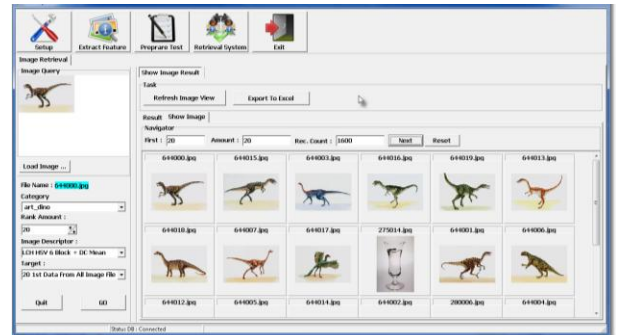 Setup Extract Feature Preprare Test Retrieval System Exit
Image Retrieval
Image Query
Load Image ...
File Name : 644000.jpg
Category
art_dino
Rank Amount :
20
Image Descriptor :
LCH HSV 6 Block + DC Mean
Target :
20 1st Data From All Image File
Quit GO
Show Image Result
Task
Refresh Image View Export To Excel
Result Show Image
Navigator
First : 20 Amount : 20 Rec. Count : 1600 Next Reset
644000.jpg 644015.jpg 644003.jpg 644016.jpg 644019.jpg 644013.jpg
644010.jpg 644007.jpg 644017.jpg 275014.jpg 644001.jpg 644006.jpg
644012.jpg 644005.jpg 644014.jpg 644002.jpg 280006.jpg 644004.jpg
Status DB : Connected